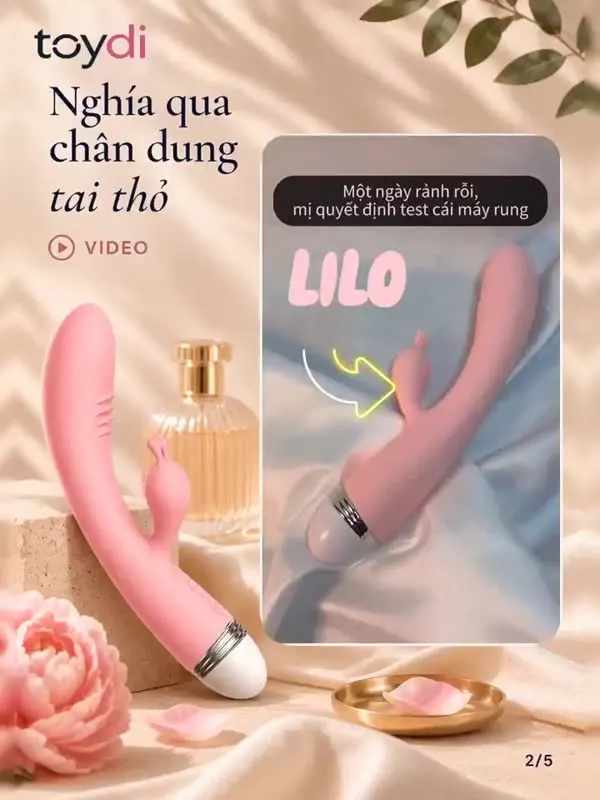 toydi
Nghía qua
chân dung
tai thỏ
VIDEO
Một ngày rảnh rỗi,
mị quyết định test cái máy rung
LILO
2/5